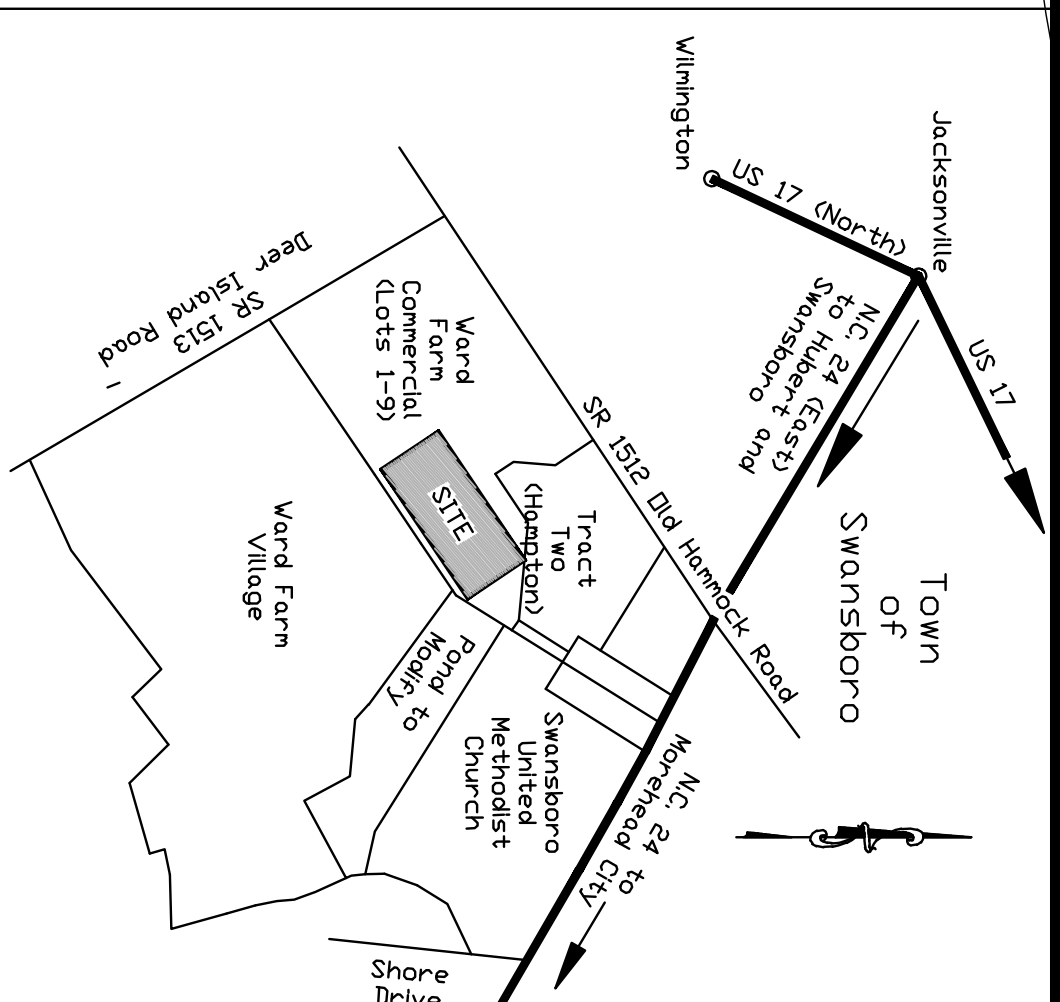 Wilmington
Jacksonville
US 17 (North)
US 17
N.C. 24 (East)
to Hubert and
Swansboro
Town
of
Swansboro
Deer Island Road
SR 1513
Ward
Farm
Commercial
(Lots 1-9)
SR 1512 Old Hammock Road
SITE
Tract
Two
(Hampton)
Ward Farm
Village
Pond to
Modify
Swansboro
United
Methodist
Church
N.C. 24 to
Morehead City
Shore
Drive